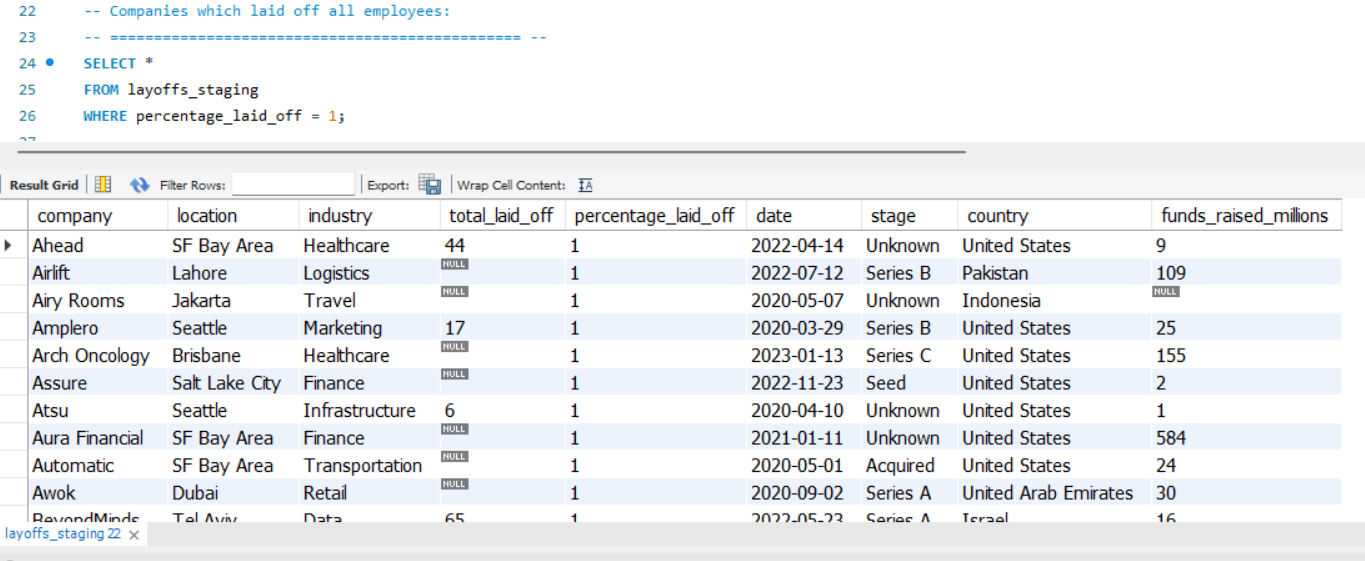 22 -- Companies which laid off all employees:
23 -- =============================================== --
24 SELECT *
25 FROM layoffs_staging
26 WHERE percentage_laid_off = 1;
27
Result Grid Filter Rows: Export: Wrap Cell Content:
company location industry total_laid_off percentage_laid_off date stage country funds_raised_millions
Ahead SF Bay Area Healthcare 44 1 2022-04-14 Unknown United States 9
Airlift Lahore Logistics NULL 1 2022-07-12 Series B Pakistan 109
Airy Rooms Jakarta Travel NULL 1 2020-05-07 Unknown Indonesia NULL
Amplero Seattle Marketing 17 1 2020-03-29 Series B United States 25
Arch Oncology Brisbane Healthcare NULL 1 2023-01-13 Series C United States 155
Assure Salt Lake City Finance NULL 1 2022-11-23 Seed United States 2
Atsu Seattle Infrastructure 6 1 2020-04-10 Unknown United States 1
Aura Financial SF Bay Area Finance NULL 1 2021-01-11 Unknown United States 584
Automatic SF Bay Area Transportation NULL 1 2020-05-01 Acquired United States 24
Awok Dubai Retail NULL 1 2020-09-02 Series A United Arab Emirates 30
BeyondMinds Tel Aviv Data 65 1 2022-05-23 Series A Israel 16
layoffs_staging 22